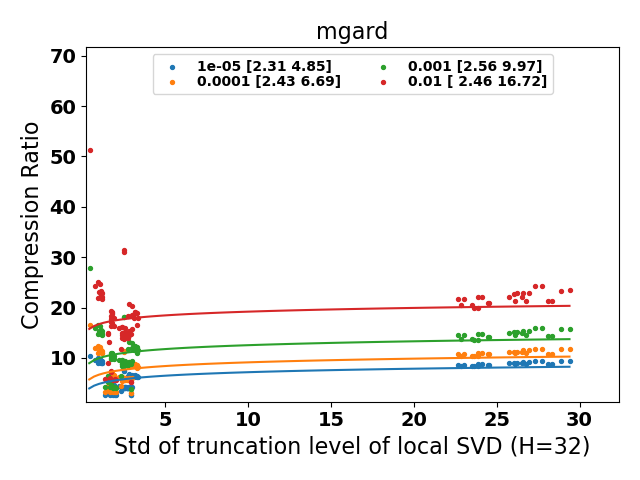 mgard
1e-05 [2.31 4.85]
0.0001 [2.43 6.69]
0.001 [2.56 9.97]
0.01 [ 2.46 16.72]
Compression Ratio
70
60
50
40
30
20
10
5 10 15 20 25 30
Std of truncation level of local SVD (H=32)